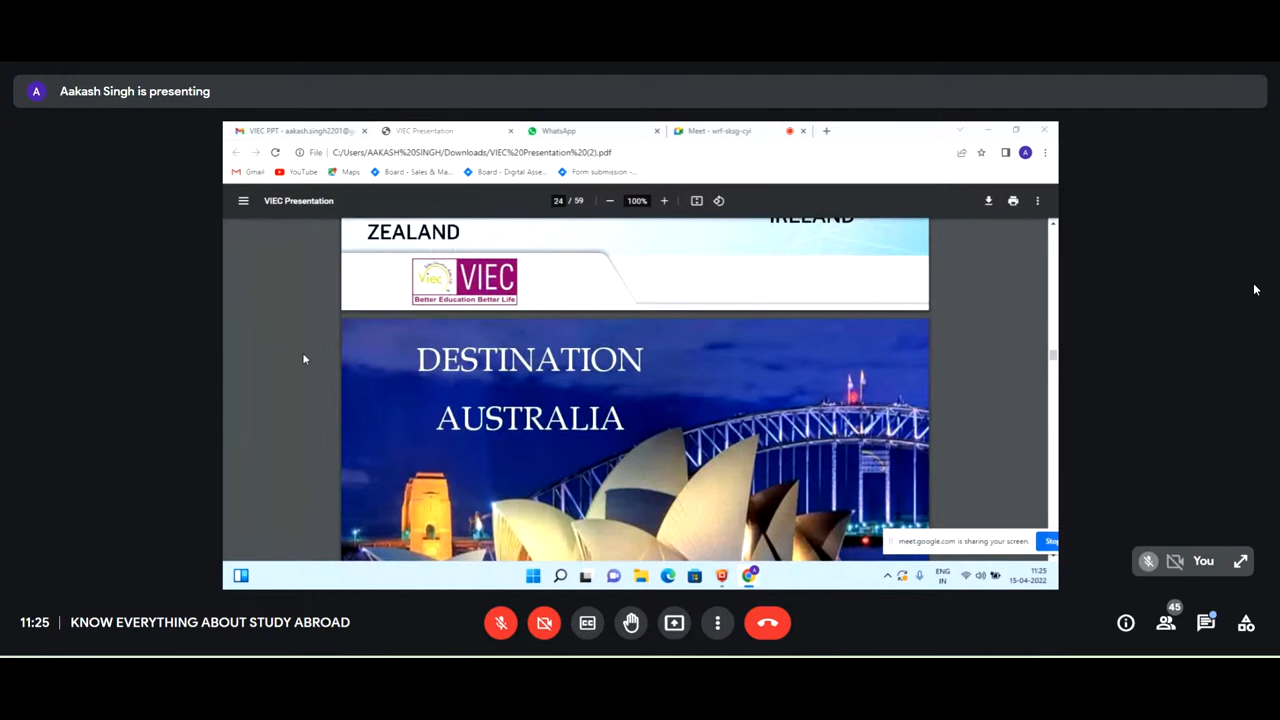 A
Aakash Singh is presenting
VIEC PPT - aakash.singh2201@g
VIEC Presentation
WhatsApp
Meet - wrf-sksg-cyi
File
C:/Users/AAKASH%20SINGH/Downloads/VIEC%20Presentation%20(2).pdf
A
Gmail
YouTube
Maps
Board - Sales & Ma...
Board - Digital Asse...
Form submission -...
VIEC Presentation
24 / 59
100%
IRELAND
ZEALAND
Viec
VIEC
Better Education Better Life
DESTINATION
AUSTRALIA
meet.google.com is sharing your screen.
Stop
You
ENG
IN
11:25
15-04-2022
45
11:25 | KNOW EVERYTHING ABOUT STUDY ABROAD